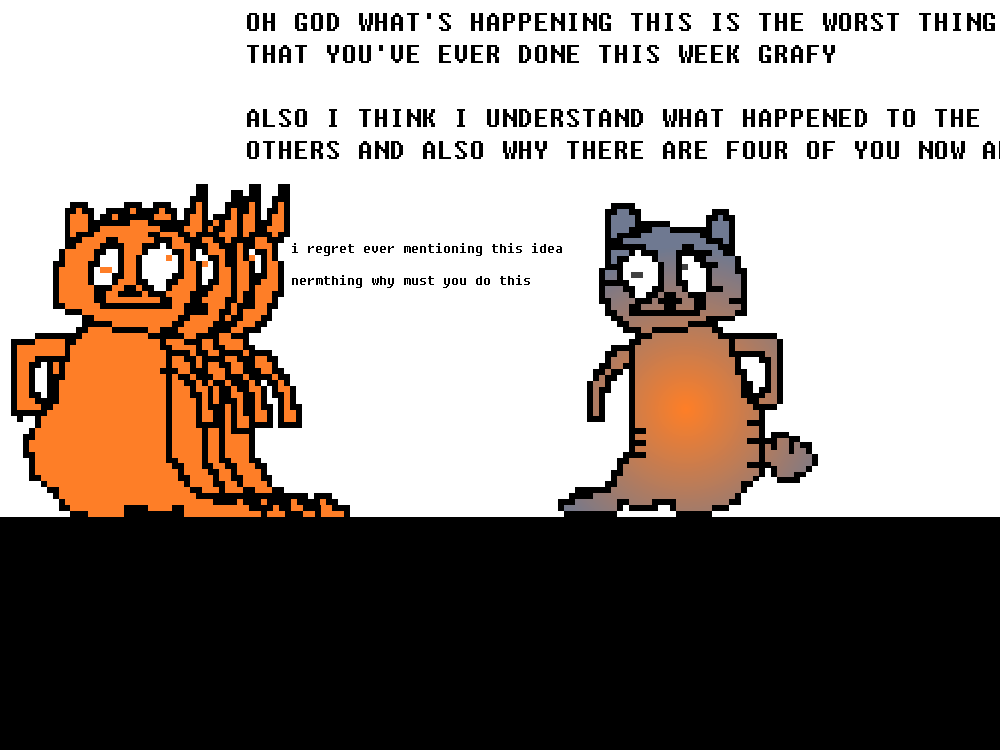 OH GOD WHAT'S HAPPENING THIS IS THE WORST THING
THAT YOU'VE EVER DONE THIS WEEK GRAFY
ALSO I THINK I UNDERSTAND WHAT HAPPENED TO THE
OTHERS AND ALSO WHY THERE ARE FOUR OF YOU NOW
i regret ever mentioning this idea
nermthing why must you do this